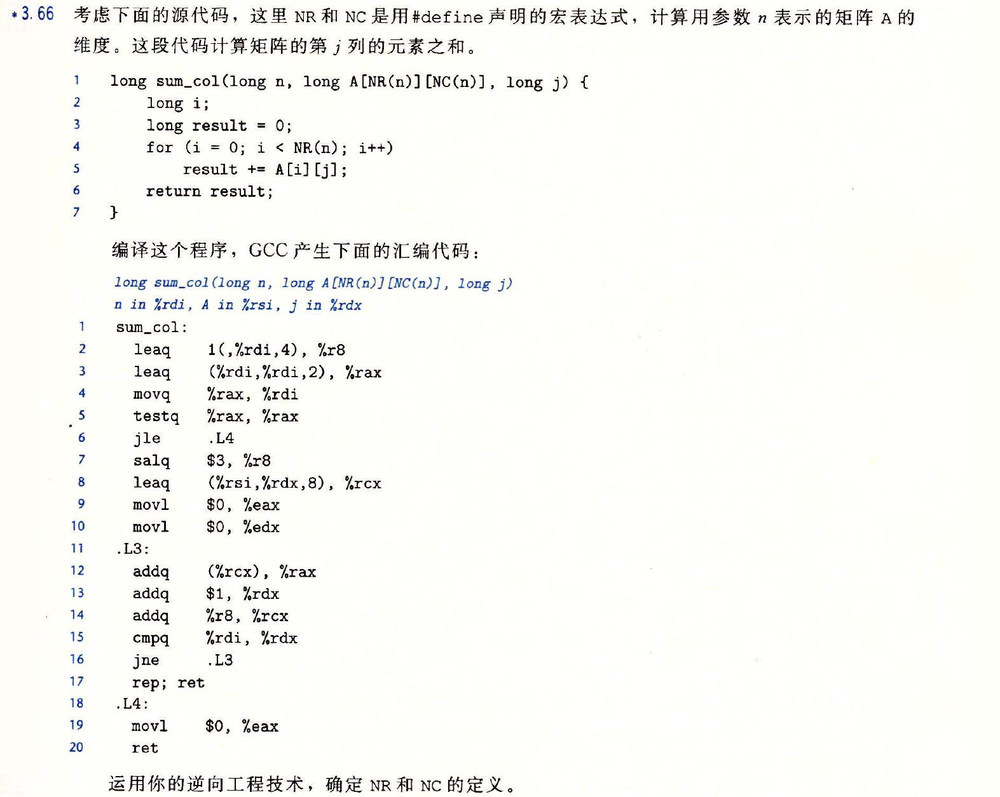 *3.66 考虑下面的源代码，这里 NR 和 NC 是用#define 声明的宏表达式，计算用参数 n 表示的矩阵 A 的
维度。这段代码计算矩阵的第 j 列的元素之和。
1 long sum_col(long n, long A[NR(n)][NC(n)], long j) {
2 long i;
3 long result = 0;
4 for (i = 0; i < NR(n); i++)
5 result += A[i][j];
6 return result;
7 }
编译这个程序，GCC 产生下面的汇编代码：
long sum_col(long n, long A[NR(n)][NC(n)], long j)
n in %rdi, A in %rsi, j in %rdx
1 sum_col:
2 leaq 1(,%rdi,4), %r8
3 leaq (%rdi,%rdi,2), %rax
4 movq %rax, %rdi
5 testq %rax, %rax
6 jle .L4
7 salq $3, %r8
8 leaq (%rsi,%rdx,8), %rcx
9 movl $0, %eax
10 movl $0, %edx
11 .L3:
12 addq (%rcx), %rax
13 addq $1, %rdx
14 addq %r8, %rcx
15 cmpq %rdi, %rdx
16 jne .L3
17 rep; ret
18 .L4:
19 movl $0, %eax
20 ret
运用你的逆向工程技术，确定 NR 和 NC 的定义。